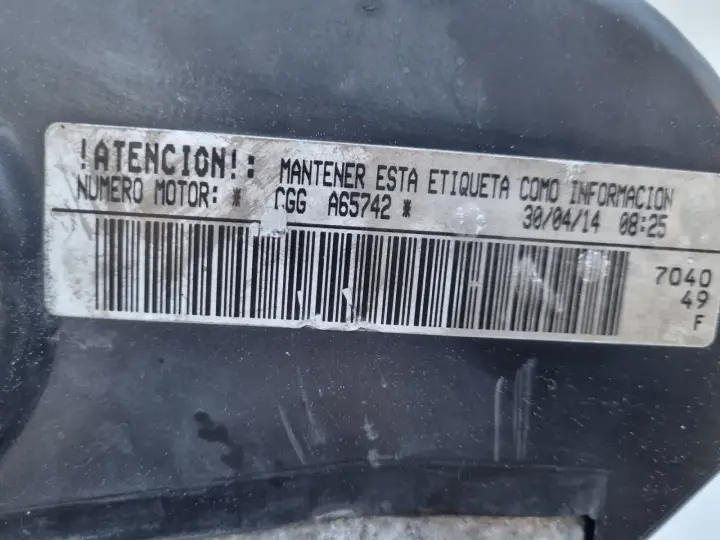 !ATENCION!: MANTENER ESTA ETIQUETA COMO INFORMACION
NUMERO MOTOR: * CGG A65742 * 30/04/14 08:25
7040
49
F